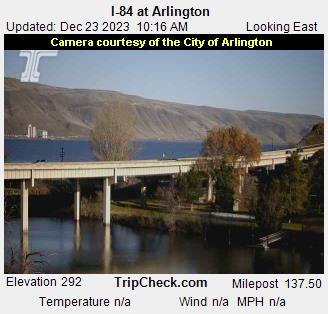 I-84 at Arlington
Updated: Dec 23 2023 10:16 AM Looking East
Camera courtesy of the City of Arlington
Elevation 292 TripCheck.com Milepost 137.50
Temperature n/a Wind n/a MPH n/a